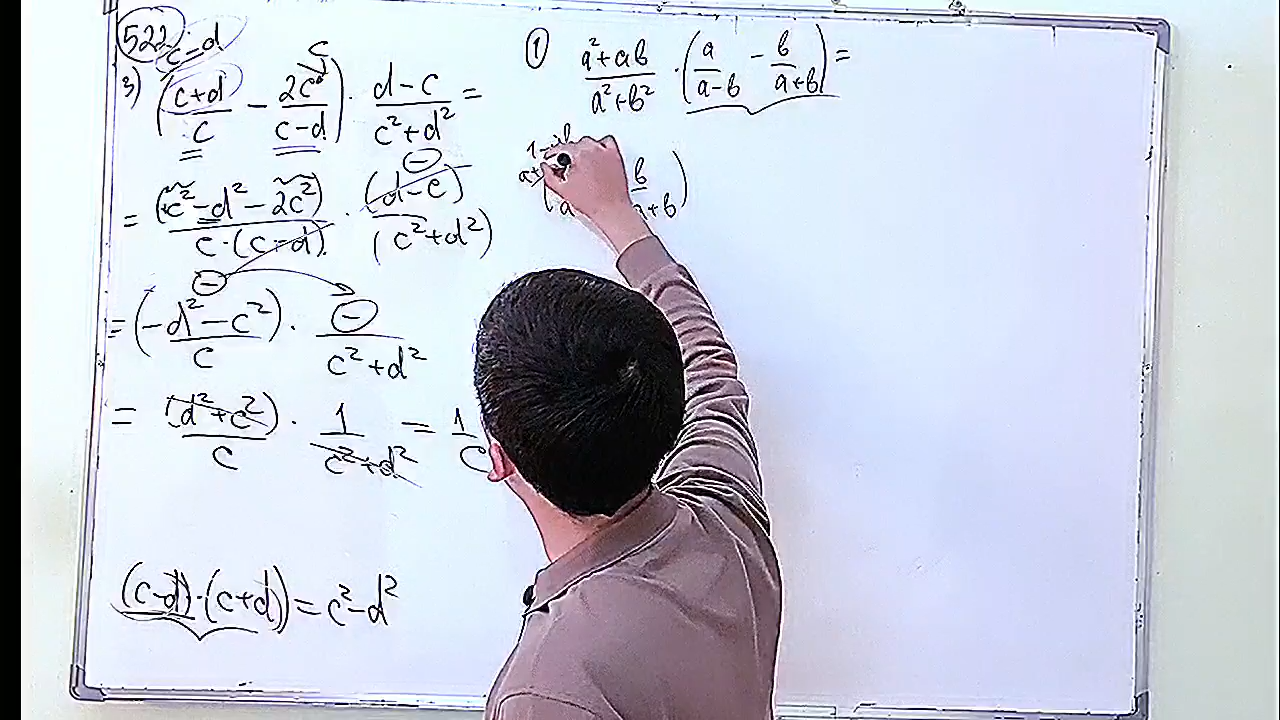 522
c-d c
3) ((c+d)/c - 2c/(c-d)) · (d-c)/(c²+d²) =
= (c²-d²-2c²)/(c·(c-d)) · (d-c)/(c²+d²)
= (-d²-c²)/c · (-)/(c²+d²)
= (d²+c²)/c · 1/(c²+d²) = 1/c
(c-d)·(c+d) = c²-d²
① (a²+ab)/(a²+b²) · (a/(a-b) - b/(a+b)) =
b/(a+b))